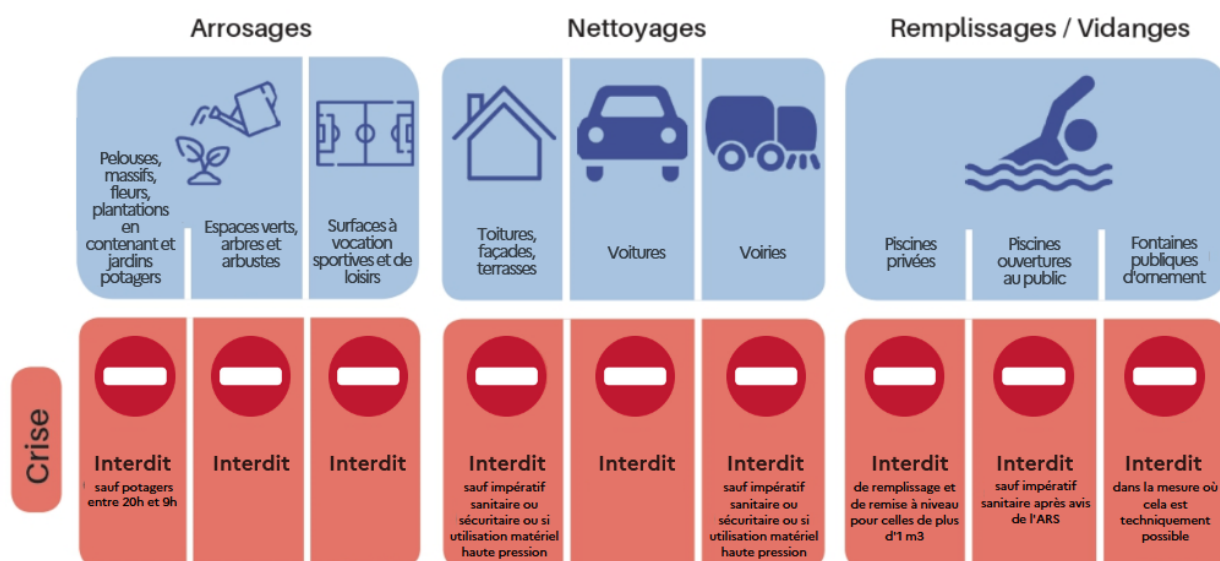 Arrosages
Nettoyages
Remplissages / Vidanges
Pelouses,
massifs,
fleurs,
plantations
en
contenant et
jardins
potagers
Espaces verts,
arbres et
arbustes
Surfaces à
vocation
sportives et de
loisirs
Toitures,
façades,
terrasses
Voitures
Voiries
Piscines
privées
Piscines
ouvertures
au public
Fontaines
publiques
d'ornement
Crise
Interdit
sauf potagers
entre 20h et 9h
Interdit
Interdit
Interdit
sauf impératif
sanitaire ou
sécuritaire ou si
utilisation matériel
haute pression
Interdit
Interdit
sauf impératif
sanitaire ou
sécuritaire ou si
utilisation matériel
haute pression
Interdit
de remplissage et
de remise à niveau
pour celles de plus
d'1 m3
Interdit
sauf impératif
sanitaire après avis
de l'ARS
Interdit
dans la mesure où
cela est
techniquement
possible